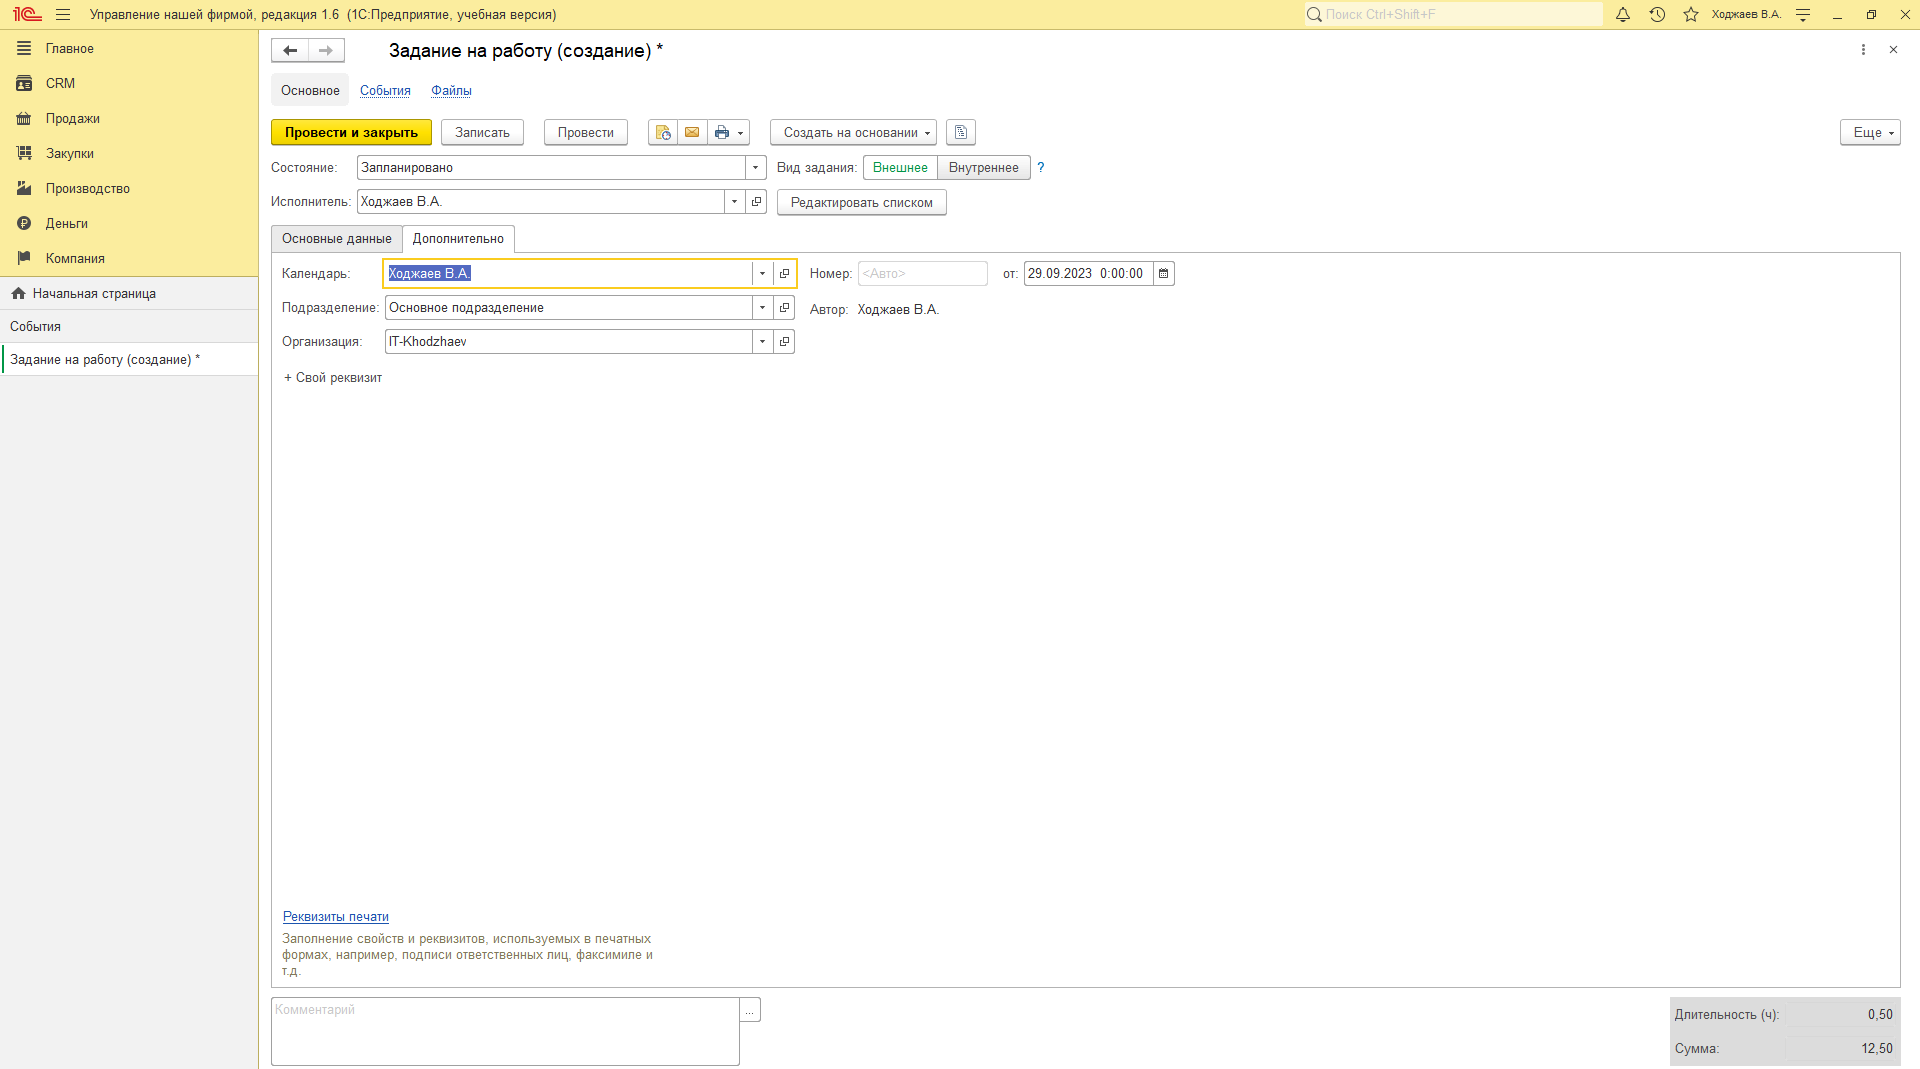 1С Управление нашей фирмой, редакция 1.6 (1С:Предприятие, учебная версия)
Поиск Ctrl+Shift+F
Ходжаев В.А.
Главное
CRM
Продажи
Закупки
Производство
Деньги
Компания
Начальная страница
События
Задание на работу (создание) *
Задание на работу (создание) *
Основное События Файлы
Провести и закрыть Записать Провести Создать на основании Еще
Состояние: Запланировано Вид задания: Внешнее Внутреннее ?
Исполнитель: Ходжаев В.А. Редактировать списком
Основные данные Дополнительно
Календарь: Ходжаев В.А. Номер: <Авто> от: 29.09.2023 0:00:00
Подразделение: Основное подразделение Автор: Ходжаев В.А.
Организация: IT-Khodzhaev
+ Свой реквизит
Реквизиты печати
Заполнение свойств и реквизитов, используемых в печатных
формах, например, подписи ответственных лиц, факсимиле и
т.д.
Комментарий ...
Длительность (ч): 0,50
Сумма: 12,50